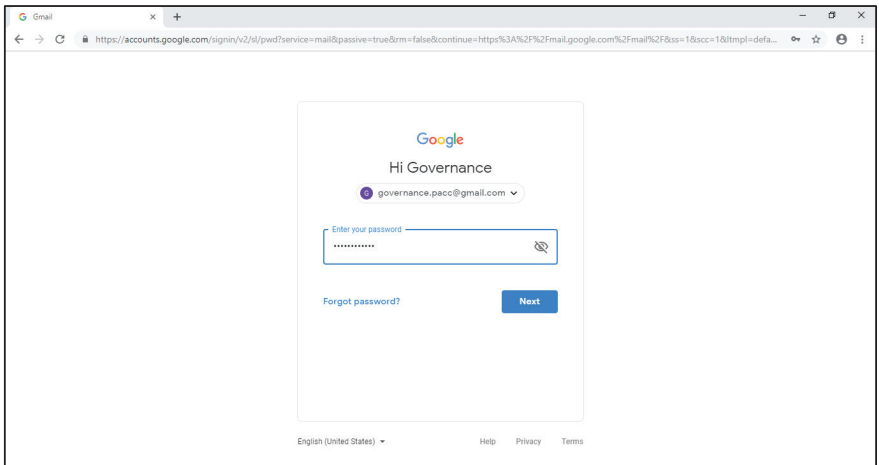 Gmail
https://accounts.google.com/signin/v2/sl/pwd?service=mail&passive=true&rm=false&continue=https%3A%2F%2Fmail.google.com%2Fmail%2F&ss=1&scc=1&ltmpl=defa...
Google
Hi Governance
G governance.pacc@gmail.com
Enter your password
••••••••••••
Forgot password? Next
English (United States) Help Privacy Terms